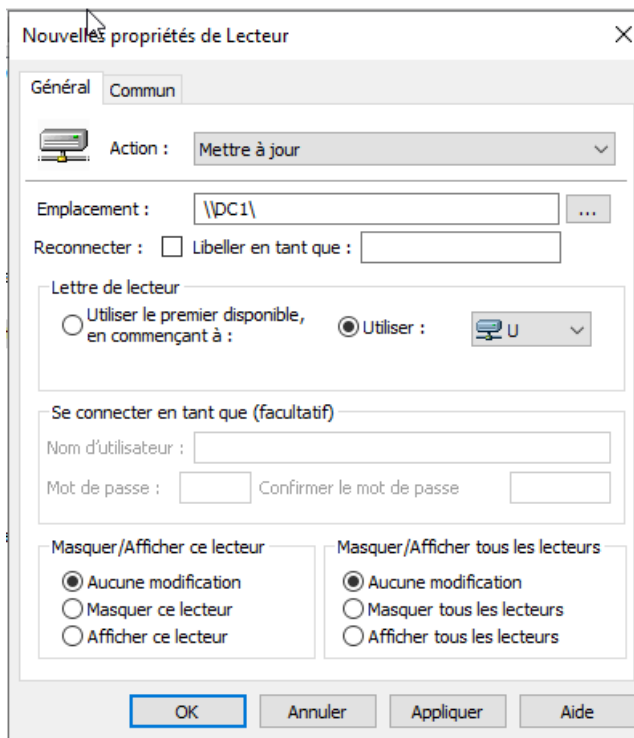 Nouvelles propriétés de Lecteur
Général Commun
Action : Mettre à jour
Emplacement : \\DC1\ ...
Reconnecter : Libeller en tant que :
Lettre de lecteur
Utiliser le premier disponible,
en commençant à :
Utiliser : U
Se connecter en tant que (facultatif)
Nom d'utilisateur :
Mot de passe : Confirmer le mot de passe
Masquer/Afficher ce lecteur
Aucune modification
Masquer ce lecteur
Afficher ce lecteur
Masquer/Afficher tous les lecteurs
Aucune modification
Masquer tous les lecteurs
Afficher tous les lecteurs
OK Annuler Appliquer Aide